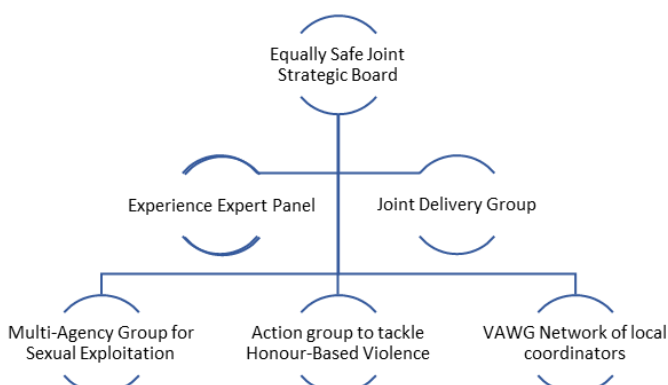 Equally Safe Joint
Strategic Board
Experience Expert Panel
Joint Delivery Group
Multi-Agency Group for
Sexual Exploitation
Action group to tackle
Honour-Based Violence
VAWG Network of local
coordinators